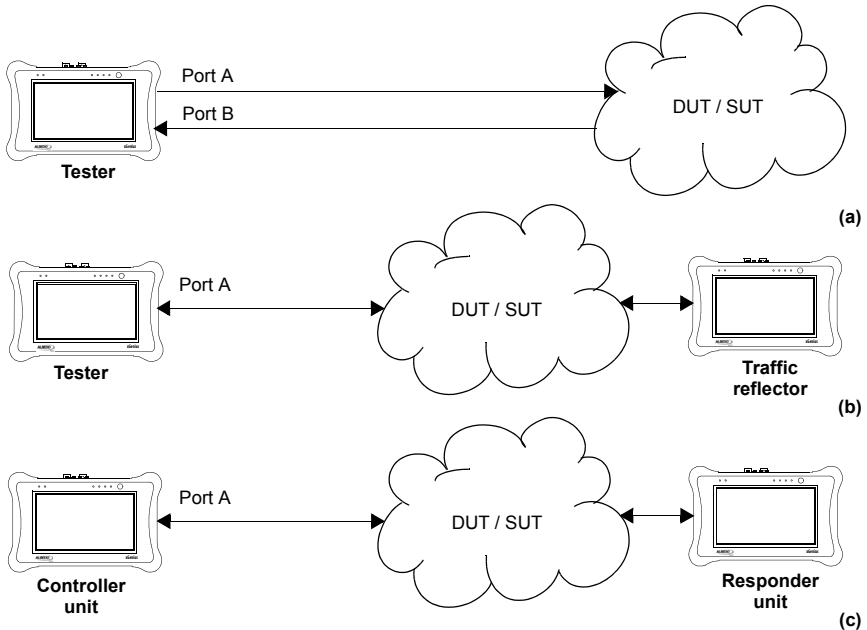 Port A
Port B
DUT / SUT
Tester
(a)
Port A
DUT / SUT
Tester
Traffic
reflector
(b)
Port A
DUT / SUT
Controller
unit
Responder
unit
(c)